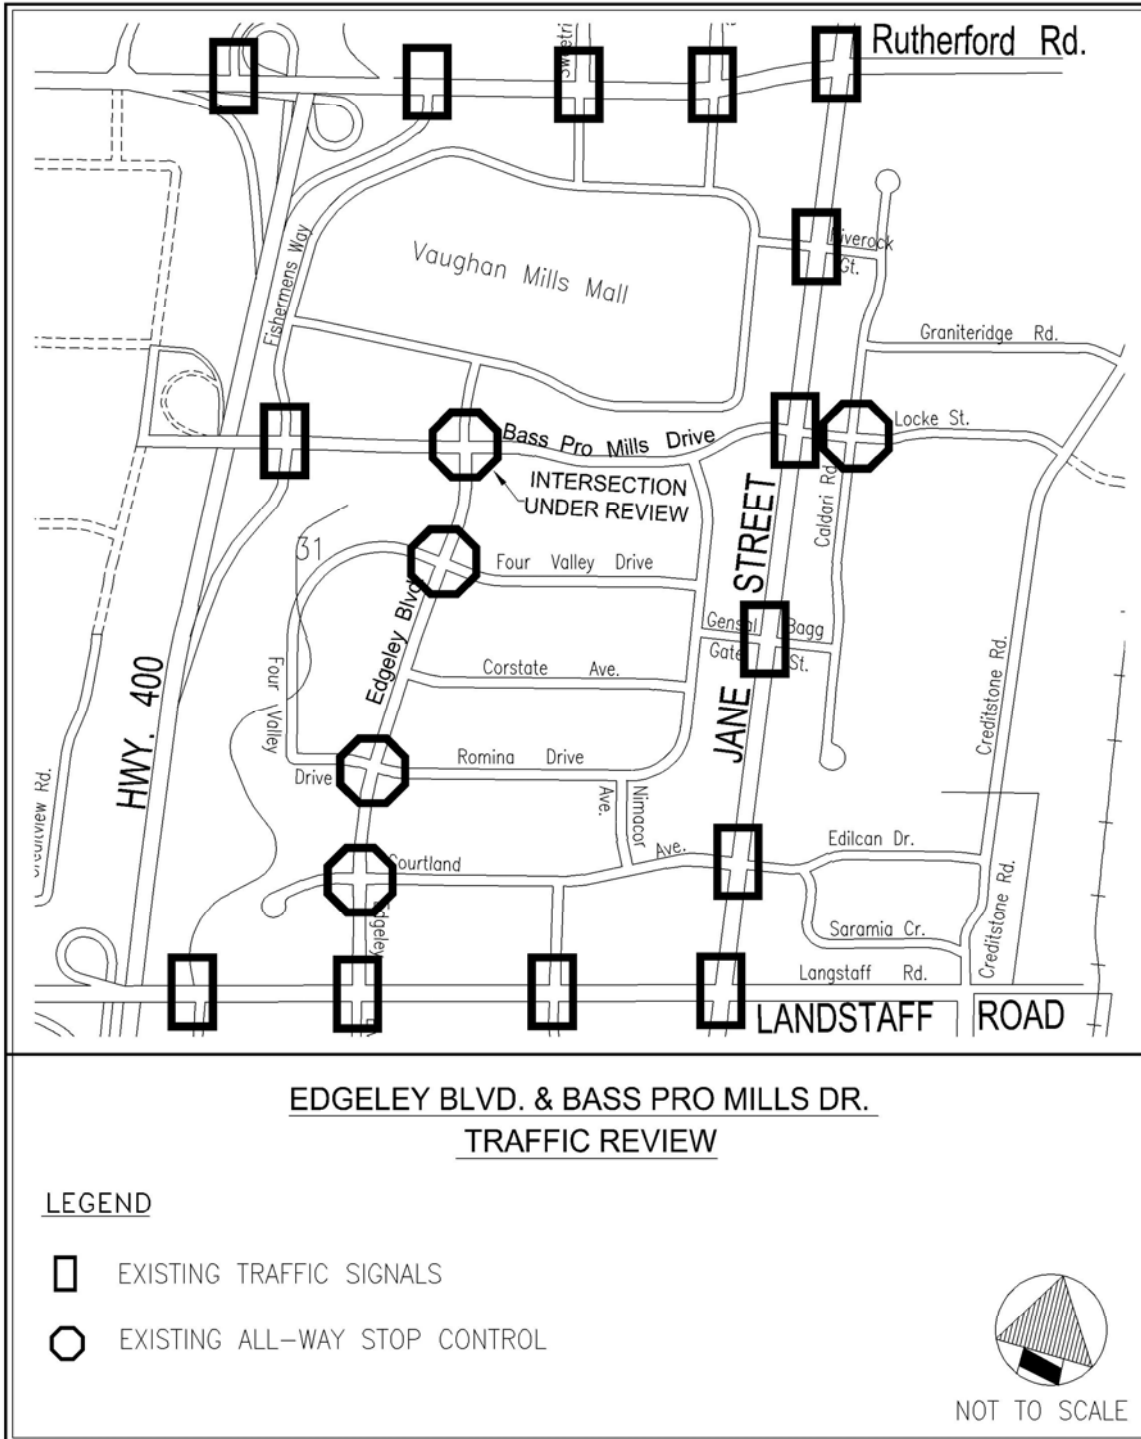 Rutherford Rd.
Sweetri
Riverock
Gt.
Fishermens Way
Vaughan Mills Mall
Graniteridge Rd.
Locke St.
Bass Pro Mills Drive
INTERSECTION
UNDER REVIEW
Caldari Rd.
JANE STREET
31
Four Valley Drive
Edgeley Blvd.
Gensal
Gate
Bagg
St.
Corstate Ave.
Four Valley
Drive
Romina Drive
HWY. 400
Nimacor
Ave.
Creditstone Rd.
Courtland
Ave.
Edilcan Dr.
Edgeley
Saramia Cr.
Creditstone Rd.
Langstaff Rd.
LANDSTAFF ROAD
EDGELEY BLVD. & BASS PRO MILLS DR.
TRAFFIC REVIEW
LEGEND
EXISTING TRAFFIC SIGNALS
EXISTING ALL-WAY STOP CONTROL
NOT TO SCALE